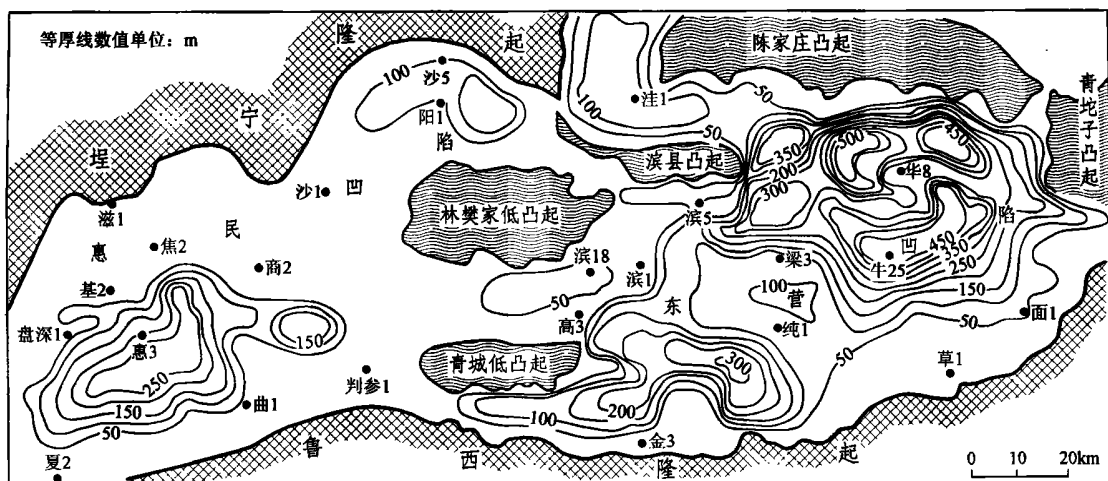 等厚线数值单位：m
隆
起
宁
埕
陈家庄凸起
青坨子凸起
100
沙5
阳1
陷
洼1
100
50
50
滨县凸起
350
200
300
500
450
华8
沙1
凹
林樊家低凸起
滨5
陷
滋1
惠
焦2
民
商2
滨18
滨1
梁3
凹
牛25
450
350
250
基2
50
100
营
150
盘深1
惠3
150
高3
东
纯1
50
面1
250
判参1
青城低凸起
300
50
草1
150
曲1
100
200
50
夏2
鲁
西
金3
隆
起
0 10 20km